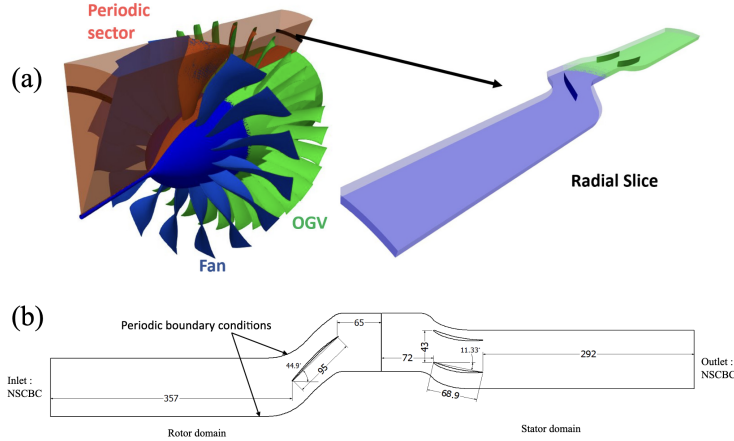 Periodic
sector
(a)
Radial Slice
OGV
Fan
(b)
Periodic boundary conditions
65
43
11.33°
44.9°
95
72
292
Inlet :
NSCBC
Outlet :
NSCBC
357
68.9
Rotor domain
Stator domain